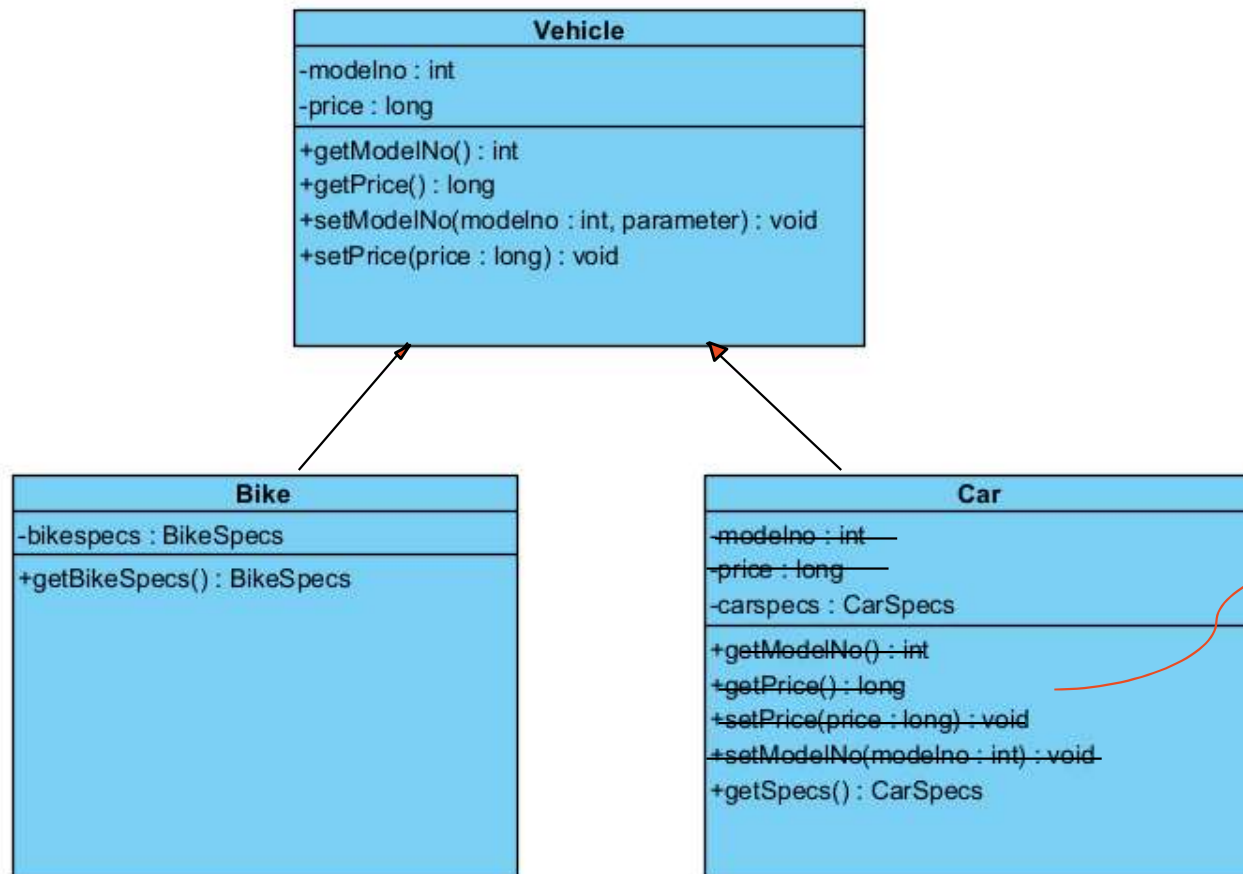 Vehicle
-modelno : int
-price : long
+getModelNo() : int
+getPrice() : long
+setModelNo(modelno : int, parameter) : void
+setPrice(price : long) : void
Bike
-bikespecs : BikeSpecs
+getBikeSpecs() : BikeSpecs
Car
-modelno : int
-price : long
-carspecs : CarSpecs
+getModelNo() : int
+getPrice() : long
+setPrice(price : long) : void
+setModelNo(modelno : int) : void
+getSpecs() : CarSpecs